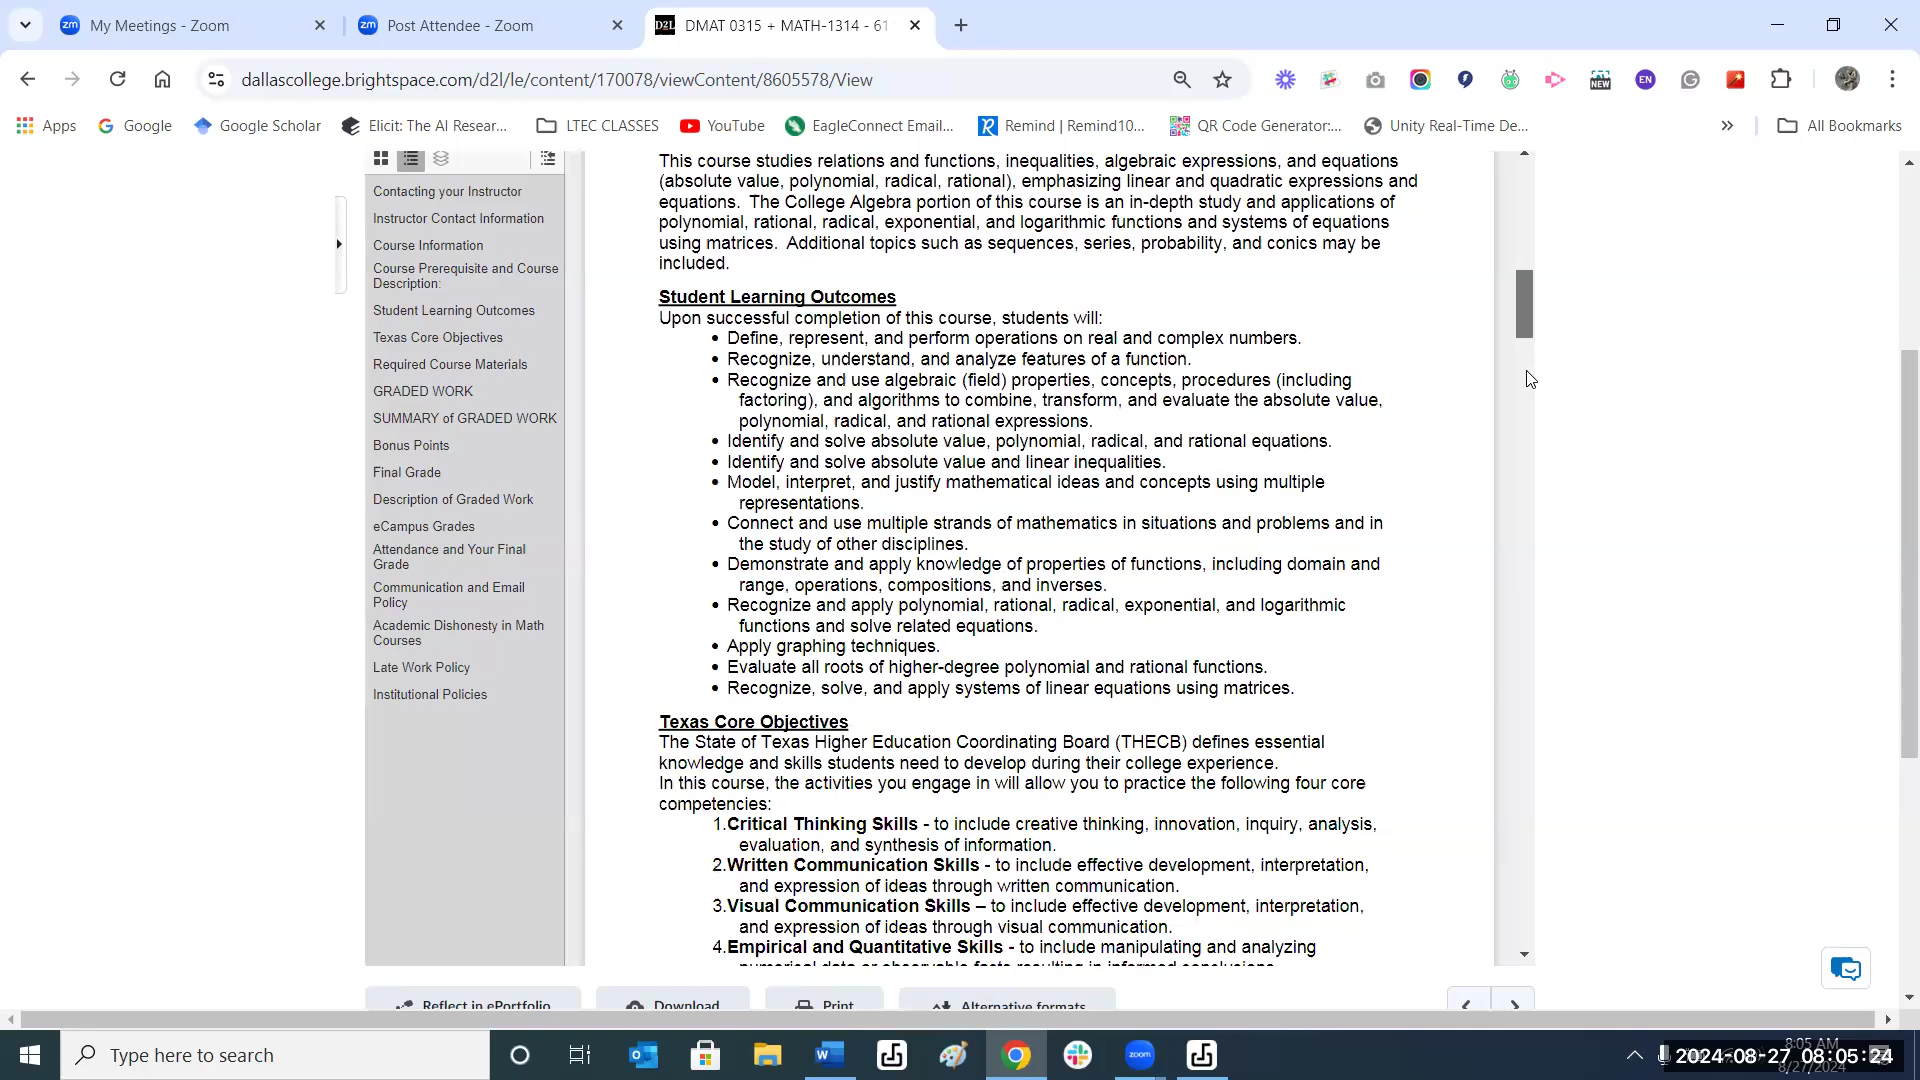 My Meetings - Zoom
Post Attendee - Zoom
DMAT 0315 + MATH-1314 - 61
dallascollege.brightspace.com/d2l/le/content/170078/viewContent/8605578/View
Apps
Google
Google Scholar
Elicit: The AI Resear...
LTEC CLASSES
YouTube
EagleConnect Email...
Remind | Remind10...
QR Code Generator:...
Unity Real-Time De...
All Bookmarks
Contacting your Instructor
Instructor Contact Information
Course Information
Course Prerequisite and Course
Description:
Student Learning Outcomes
Texas Core Objectives
Required Course Materials
GRADED WORK
SUMMARY of GRADED WORK
Bonus Points
Final Grade
Description of Graded Work
eCampus Grades
Attendance and Your Final
Grade
Communication and Email
Policy
Academic Dishonesty in Math
Courses
Late Work Policy
Institutional Policies
This course studies relations and functions, inequalities, algebraic expressions, and equations
(absolute value, polynomial, radical, rational), emphasizing linear and quadratic expressions and
equations. The College Algebra portion of this course is an in-depth study and applications of
polynomial, rational, radical, exponential, and logarithmic functions and systems of equations
using matrices. Additional topics such as sequences, series, probability, and conics may be
included.
Student Learning Outcomes
Upon successful completion of this course, students will:
• Define, represent, and perform operations on real and complex numbers.
• Recognize, understand, and analyze features of a function.
• Recognize and use algebraic (field) properties, concepts, procedures (including
factoring), and algorithms to combine, transform, and evaluate the absolute value,
polynomial, radical, and rational expressions.
• Identify and solve absolute value, polynomial, radical, and rational equations.
• Identify and solve absolute value and linear inequalities.
• Model, interpret, and justify mathematical ideas and concepts using multiple
representations.
• Connect and use multiple strands of mathematics in situations and problems and in
the study of other disciplines.
• Demonstrate and apply knowledge of properties of functions, including domain and
range, operations, compositions, and inverses.
• Recognize and apply polynomial, rational, radical, exponential, and logarithmic
functions and solve related equations.
• Apply graphing techniques.
• Evaluate all roots of higher-degree polynomial and rational functions.
• Recognize, solve, and apply systems of linear equations using matrices.
Texas Core Objectives
The State of Texas Higher Education Coordinating Board (THECB) defines essential
knowledge and skills students need to develop during their college experience.
In this course, the activities you engage in will allow you to practice the following four core
competencies:
1.Critical Thinking Skills - to include creative thinking, innovation, inquiry, analysis,
evaluation, and synthesis of information.
2.Written Communication Skills - to include effective development, interpretation,
and expression of ideas through written communication.
3.Visual Communication Skills – to include effective development, interpretation,
and expression of ideas through visual communication.
4.Empirical and Quantitative Skills - to include manipulating and analyzing
numerical data or observable facts resulting in informed conclusions.
Reflect in ePortfolio
Download
Print
Alternative formats
Type here to search
8:05 AM
2024-08-27 08:05:24
8/27/2024